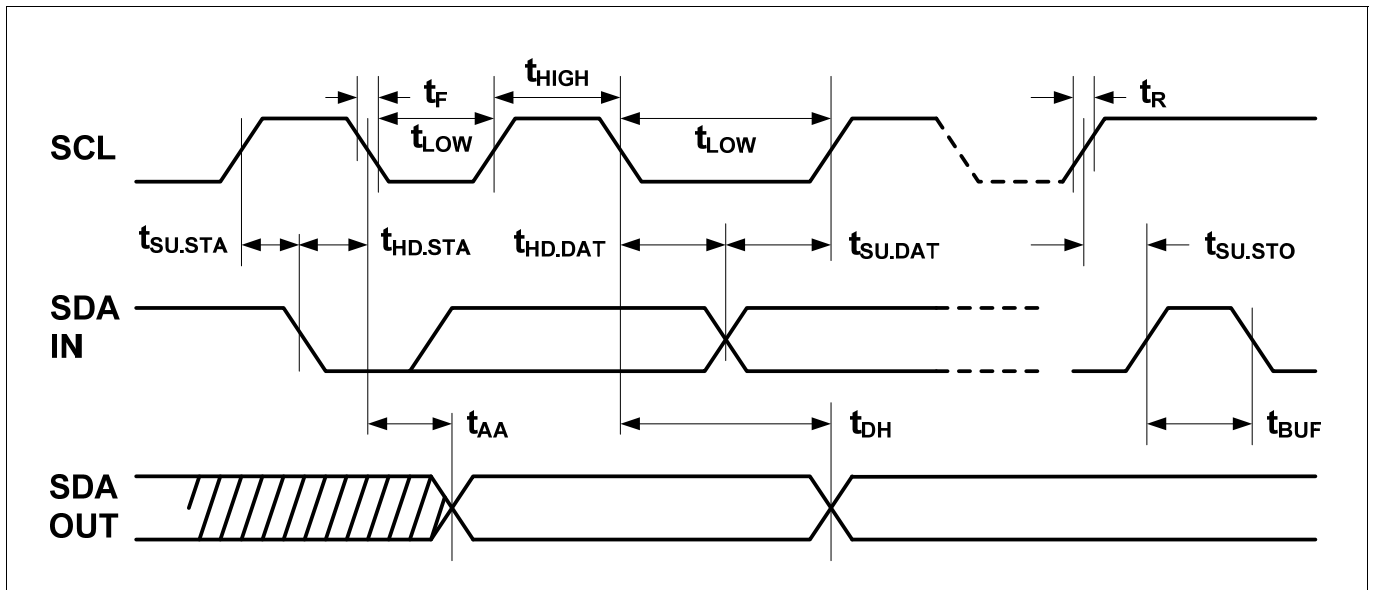 tHIGH
tF
tR
SCL
tLOW
tLOW
tSU.STA
tHD.STA
tHD.DAT
tSU.DAT
tSU.STO
SDA
IN
tAA
tDH
tBUF
SDA
OUT